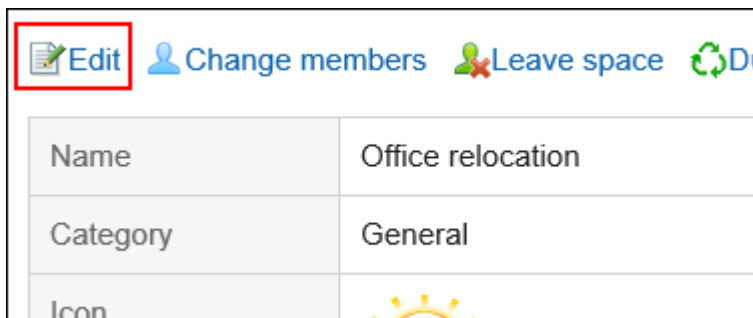 Edit Change members Leave space
Name Office relocation
Category General
Icon